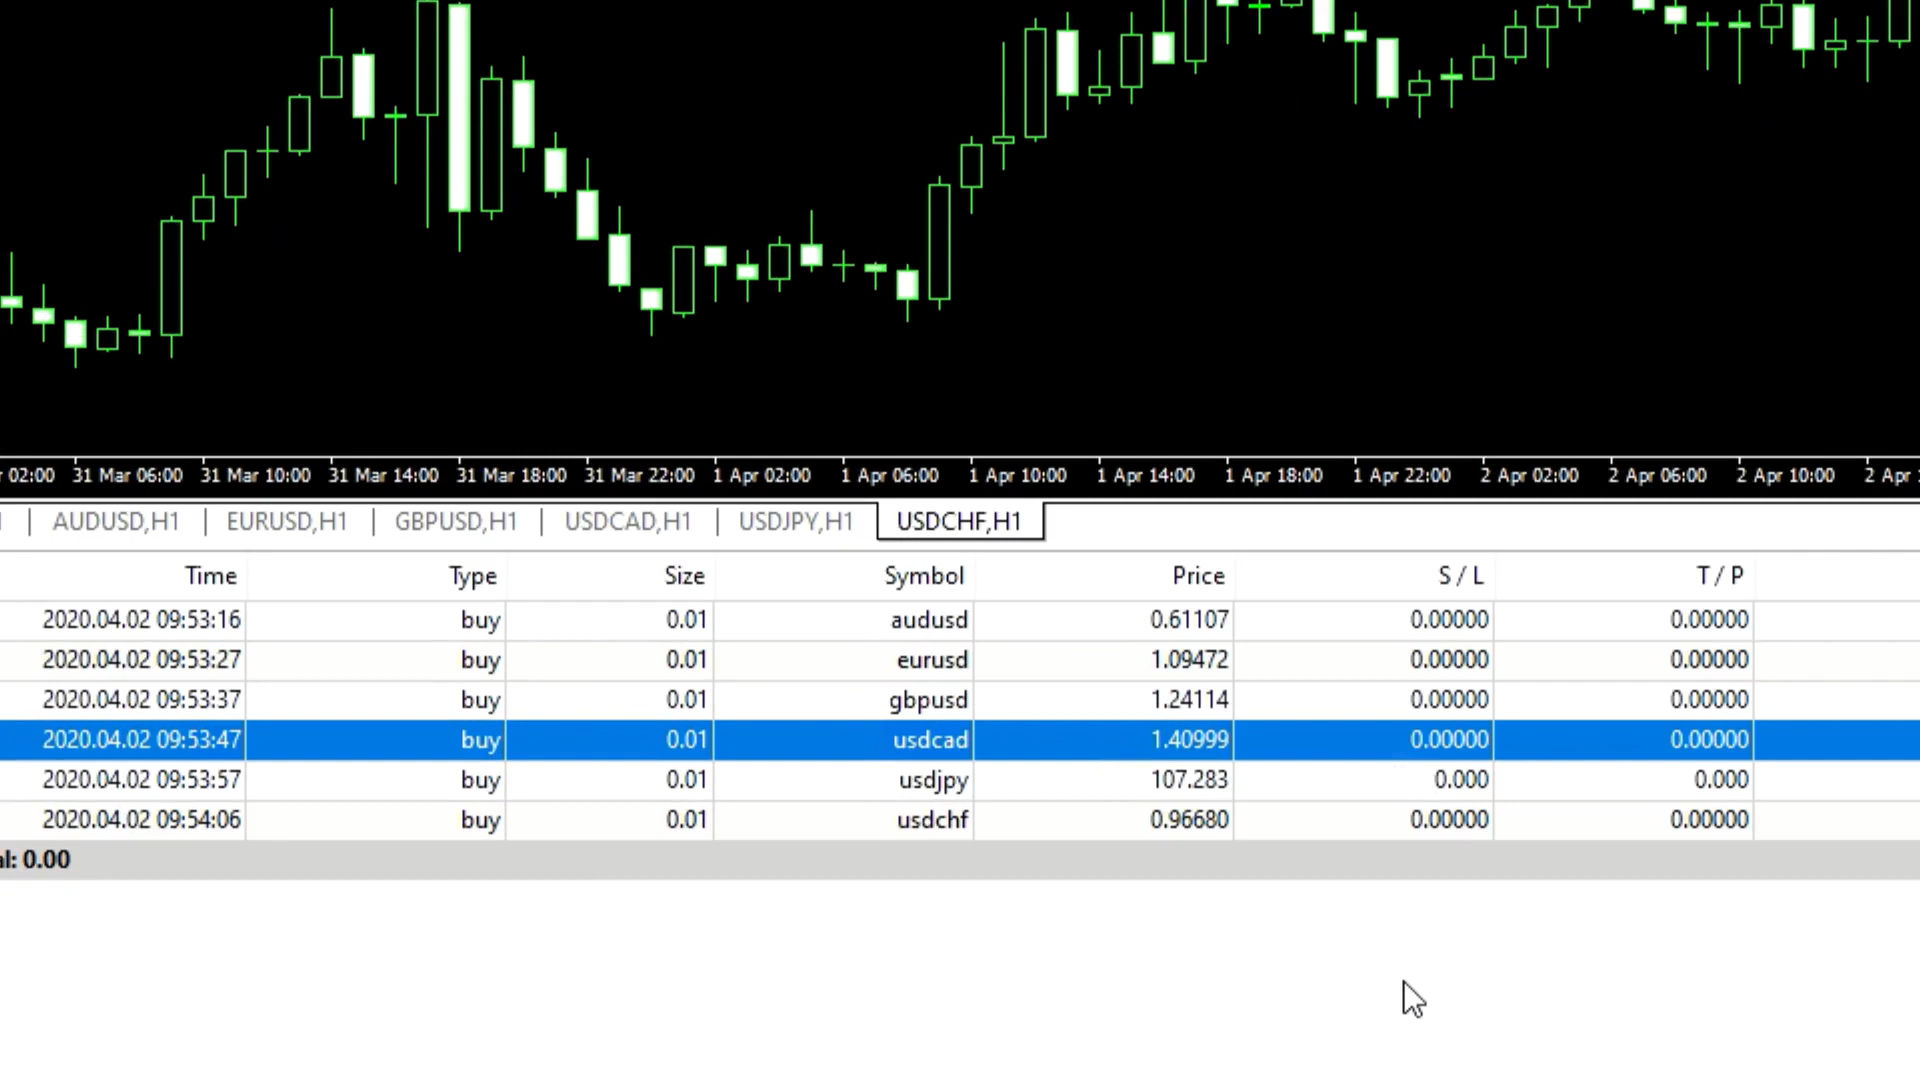 02:00 31 Mar 06:00 31 Mar 10:00 31 Mar 14:00 31 Mar 18:00 31 Mar 22:00 1 Apr 02:00 1 Apr 06:00 1 Apr 10:00 1 Apr 14:00 1 Apr 18:00 1 Apr 22:00 2 Apr 02:00 2 Apr 06:00 2 Apr 10:00 2 Apr
| AUDUSD,H1 | EURUSD,H1 | GBPUSD,H1 | USDCAD,H1 | USDJPY,H1 USDCHF,H1
Time Type Size Symbol Price S / L T / P
2020.04.02 09:53:16 buy 0.01 audusd 0.61107 0.00000 0.00000
2020.04.02 09:53:27 buy 0.01 eurusd 1.09472 0.00000 0.00000
2020.04.02 09:53:37 buy 0.01 gbpusd 1.24114 0.00000 0.00000
2020.04.02 09:53:47 buy 0.01 usdcad 1.40999 0.00000 0.00000
2020.04.02 09:53:57 buy 0.01 usdjpy 107.283 0.000 0.000
2020.04.02 09:54:06 buy 0.01 usdchf 0.96680 0.00000 0.00000
al: 0.00